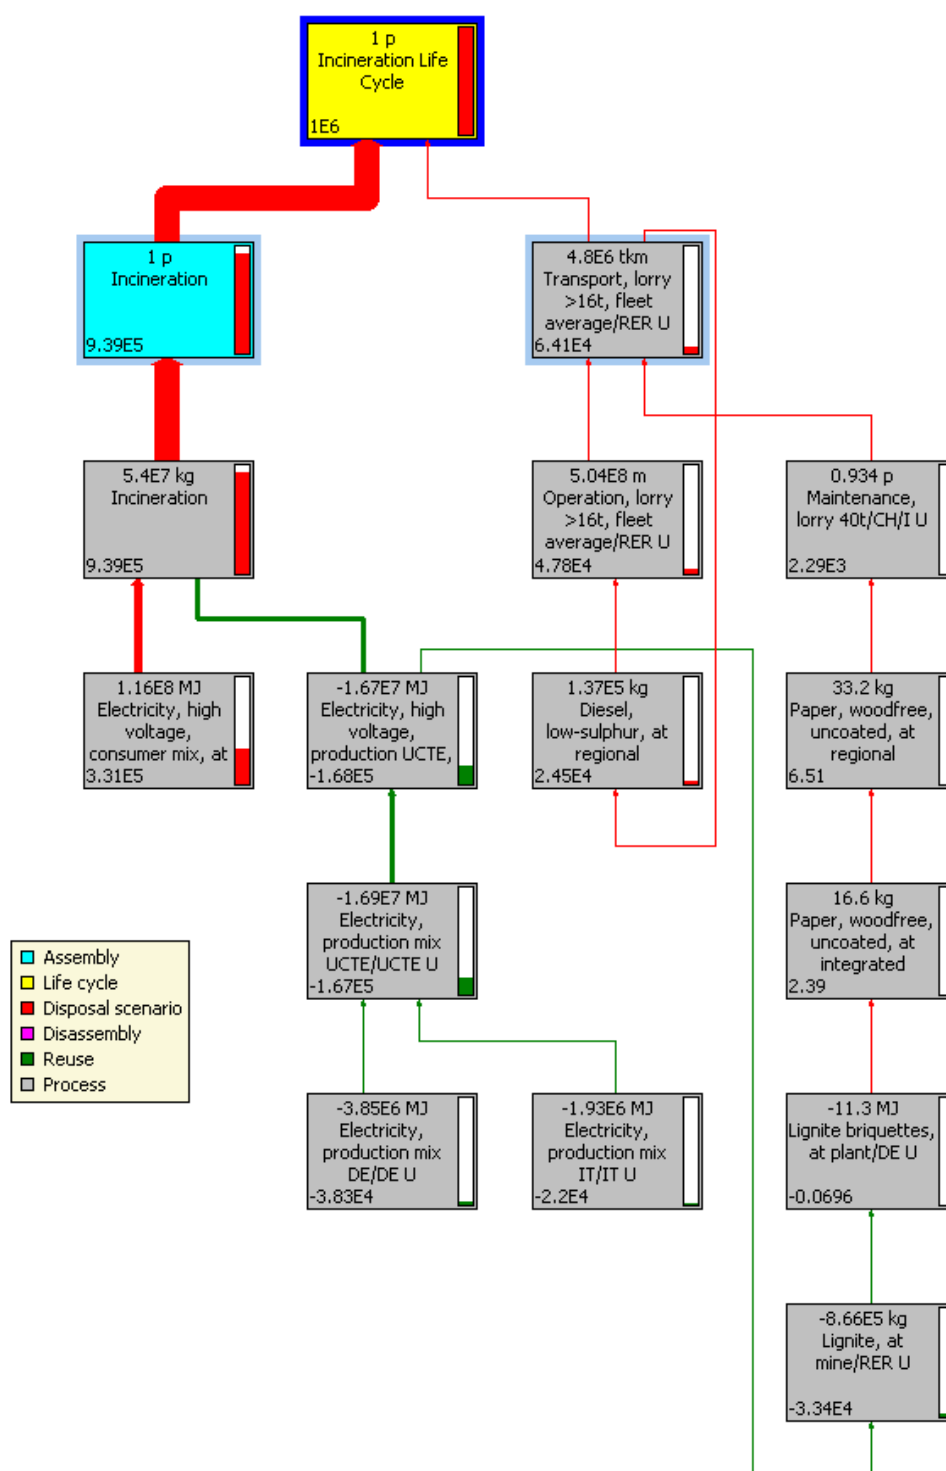 1 p
Incineration Life
Cycle
1E6
1 p
Incineration
9.39E5
4.8E6 tkm
Transport, lorry
>16t, fleet
average/RER U
6.41E4
5.4E7 kg
Incineration
9.39E5
5.04E8 m
Operation, lorry
>16t, fleet
average/RER U
4.78E4
0.934 p
Maintenance,
lorry 40t/CH/I U
2.29E3
1.16E8 MJ
Electricity, high
voltage,
consumer mix, at
3.31E5
-1.67E7 MJ
Electricity, high
voltage,
production UCTE,
-1.68E5
1.37E5 kg
Diesel,
low-sulphur, at
regional
2.45E4
33.2 kg
Paper, woodfree,
uncoated, at
regional
6.51
-1.69E7 MJ
Electricity,
production mix
UCTE/UCTE U
-1.67E5
16.6 kg
Paper, woodfree,
uncoated, at
integrated
2.39
Assembly
Life cycle
Disposal scenario
Disassembly
Reuse
Process
-3.85E6 MJ
Electricity,
production mix
DE/DE U
-3.83E4
-1.93E6 MJ
Electricity,
production mix
IT/IT U
-2.2E4
-11.3 MJ
Lignite briquettes,
at plant/DE U
-0.0696
-8.66E5 kg
Lignite, at
mine/RER U
-3.34E4